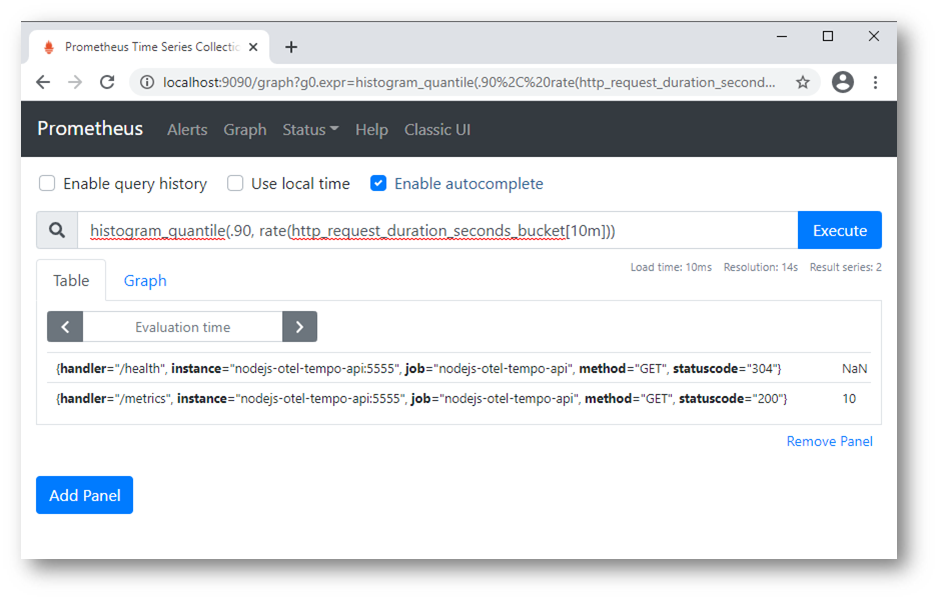 Prometheus Time Series Collectic
localhost:9090/graph?g0.expr=histogram_quantile(.90%2C%20rate(http_request_duration_second...
Prometheus Alerts Graph Status Help Classic UI
Enable query history Use local time Enable autocomplete
histogram_quantile(.90, rate(http_request_duration_seconds_bucket[10m])) Execute
Load time: 10ms Resolution: 14s Result series: 2
Table Graph
Evaluation time
{handler="/health", instance="nodejs-otel-tempo-api:5555", job="nodejs-otel-tempo-api", method="GET", statuscode="304"} NaN
{handler="/metrics", instance="nodejs-otel-tempo-api:5555", job="nodejs-otel-tempo-api", method="GET", statuscode="200"} 10
Remove Panel
Add Panel